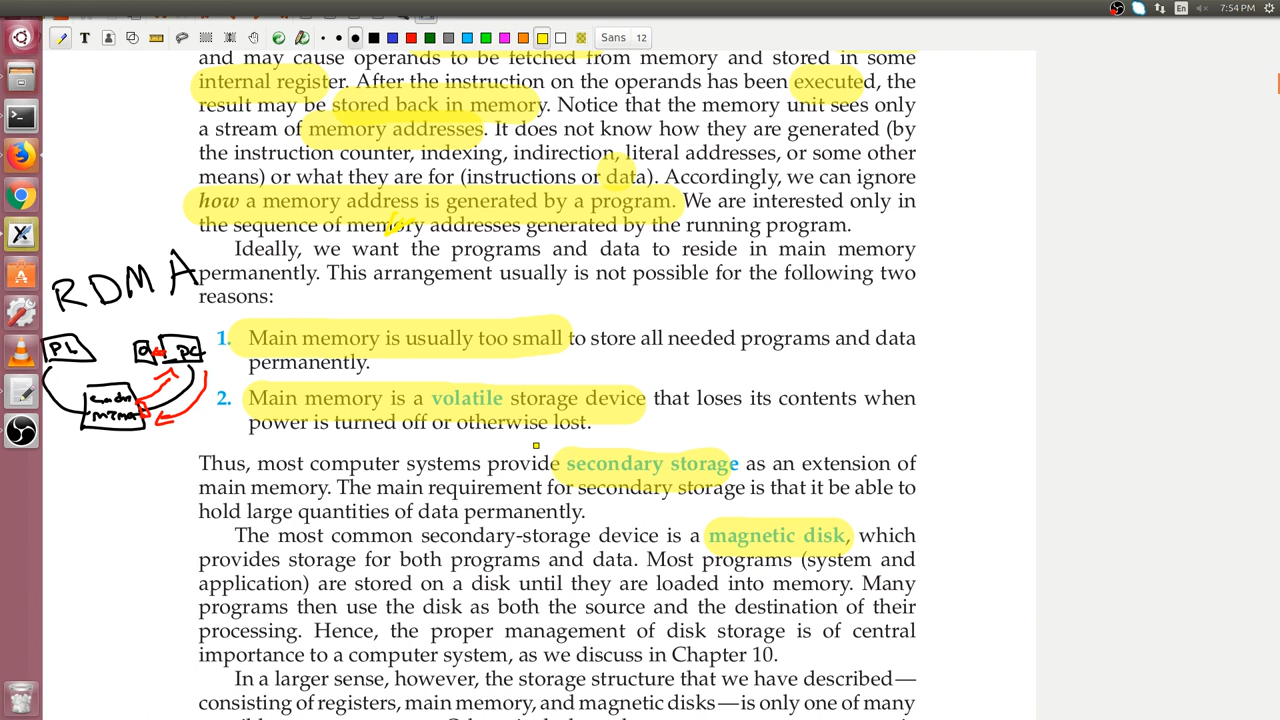 En
7:54 PM
T
Sans 12
and may cause operands to be fetched from memory and stored in some
internal register. After the instruction on the operands has been executed, the
result may be stored back in memory. Notice that the memory unit sees only
a stream of memory addresses. It does not know how they are generated (by
the instruction counter, indexing, indirection, literal addresses, or some other
means) or what they are for (instructions or data). Accordingly, we can ignore
how a memory address is generated by a program. We are interested only in
the sequence of memory addresses generated by the running program.
Ideally, we want the programs and data to reside in main memory
permanently. This arrangement usually is not possible for the following two
reasons:
RDMA
1. Main memory is usually too small to store all needed programs and data
permanently.
2. Main memory is a volatile storage device that loses its contents when
power is turned off or otherwise lost.
Thus, most computer systems provide secondary storage as an extension of
main memory. The main requirement for secondary storage is that it be able to
hold large quantities of data permanently.
The most common secondary-storage device is a magnetic disk, which
provides storage for both programs and data. Most programs (system and
application) are stored on a disk until they are loaded into memory. Many
programs then use the disk as both the source and the destination of their
processing. Hence, the proper management of disk storage is of central
importance to a computer system, as we discuss in Chapter 10.
In a larger sense, however, the storage structure that we have described—
consisting of registers, main memory, and magnetic disks—is only one of many